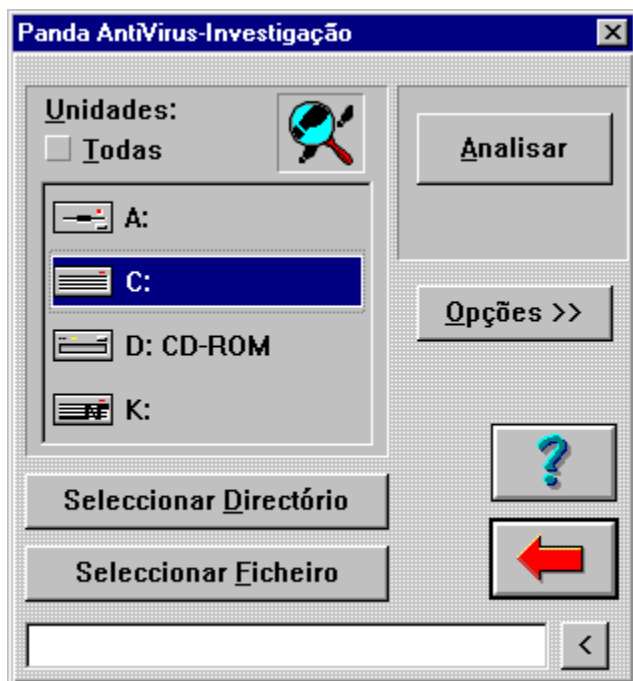 Panda AntiVirus-Investigação
Unidades:
Todas
A:
C:
D: CD-ROM
K:
Analisar
Opções >>
?
Seleccionar Directório
Seleccionar Ficheiro
<